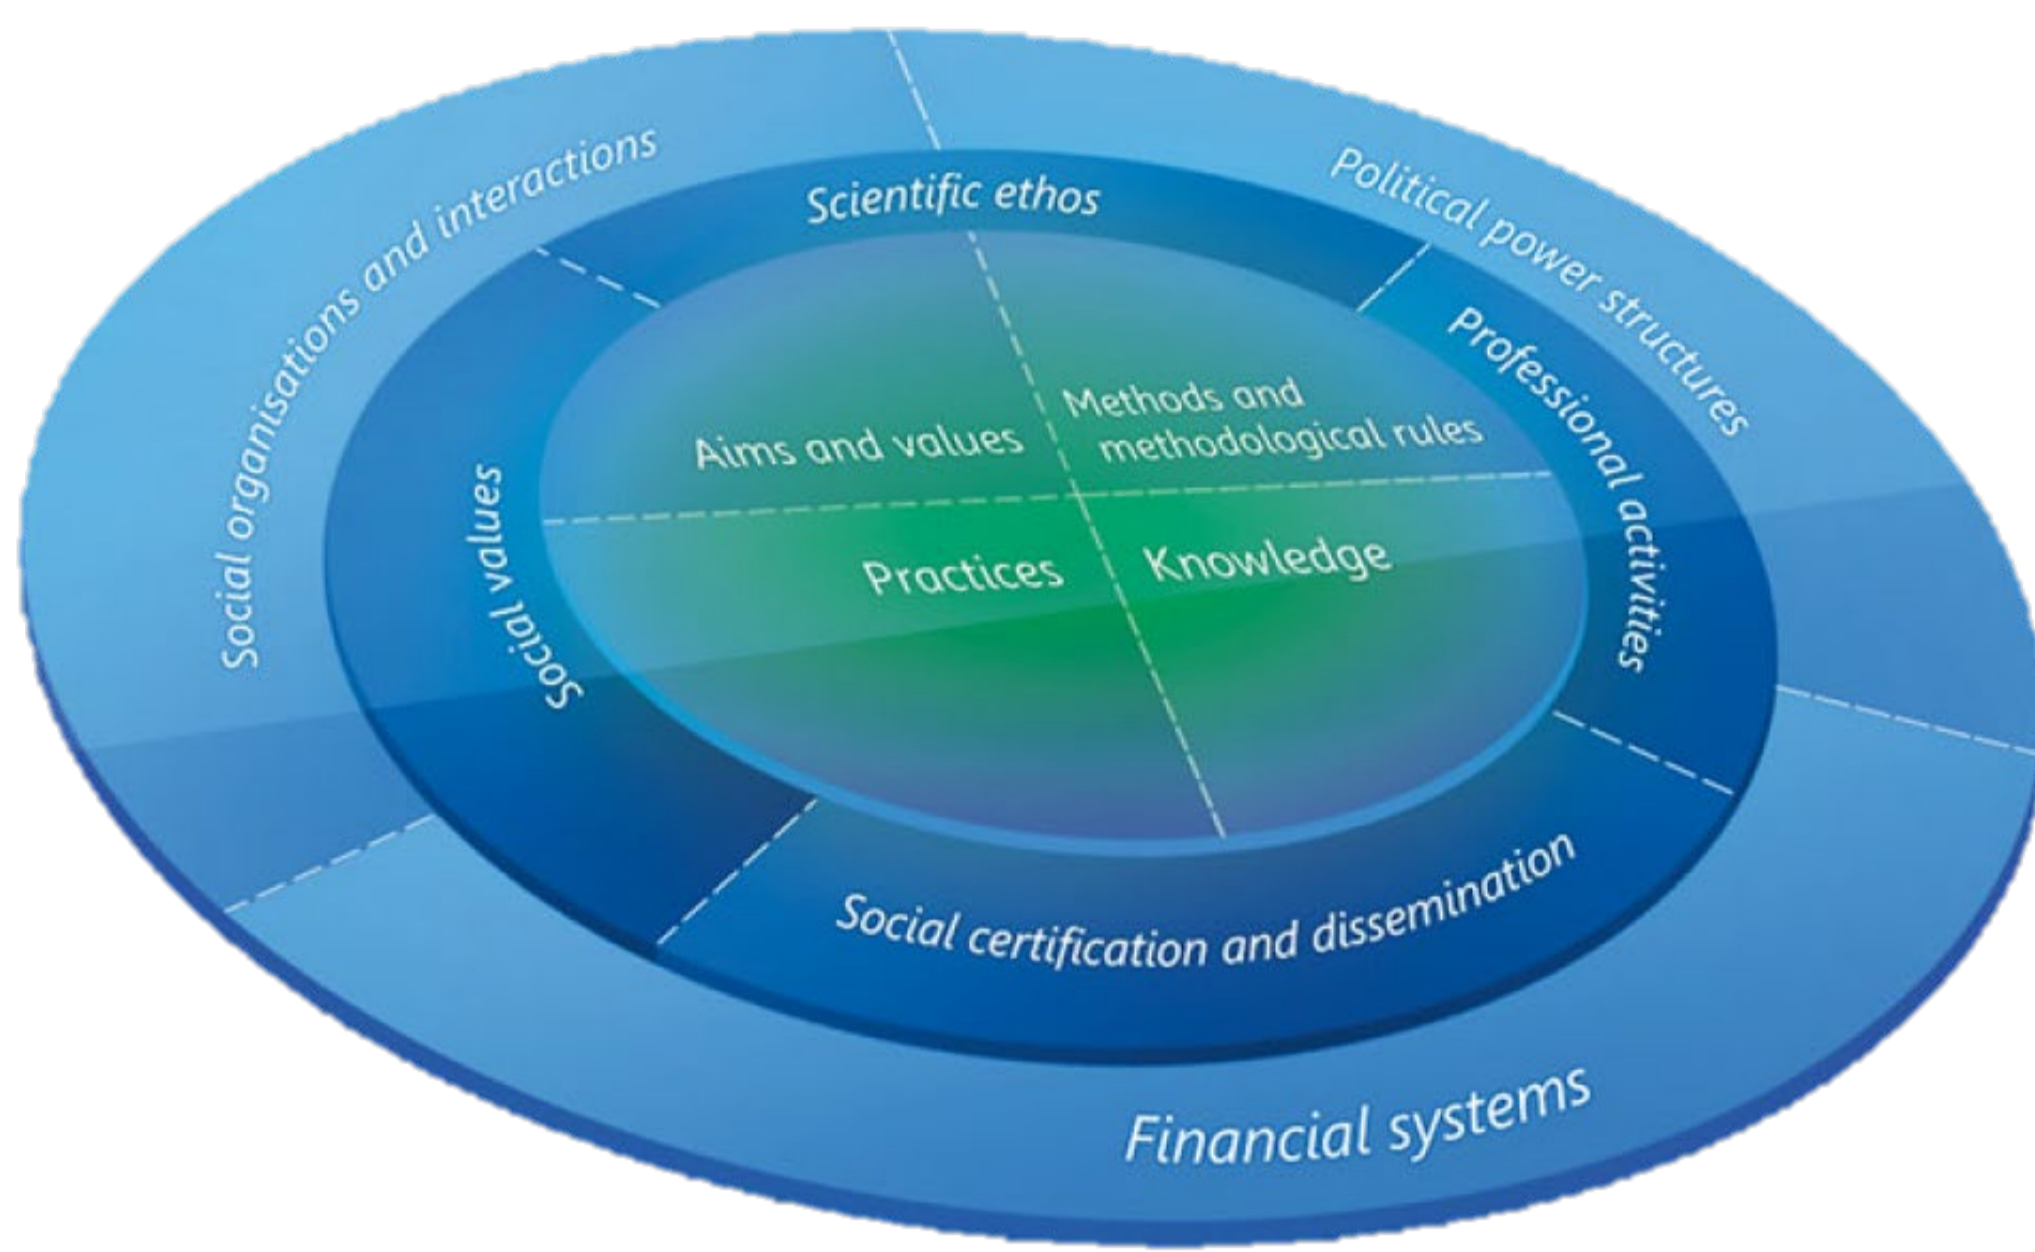 Social organisations and interactions
Political power structures
Scientific ethos
Professional activities
Social values
Aims and values
Methods and
methodological rules
Practices
Knowledge
Social certification and dissemination
Financial systems